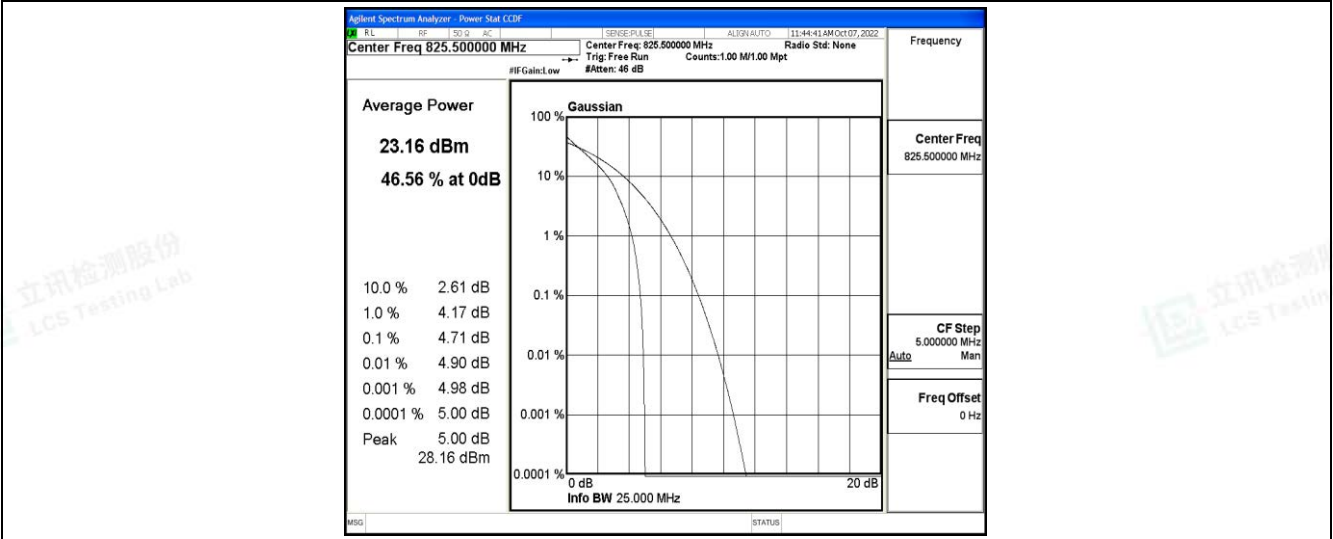 Agilent Spectrum Analyzer - Power Stat CCDF
RL RF 50 Ω AC SENSE:PULSE ALIGN AUTO 11:44:41 AM Oct 07, 2022
Center Freq 825.500000 MHz
Center Freq: 825.500000 MHz Radio Std: None
Trig: Free Run Counts:1.00 M/1.00 Mpt
#IFGain:Low #Atten: 46 dB
Frequency
Average Power
23.16 dBm
46.56 % at 0dB
10.0 % 2.61 dB
1.0 % 4.17 dB
0.1 % 4.71 dB
0.01 % 4.90 dB
0.001 % 4.98 dB
0.0001 % 5.00 dB
Peak 5.00 dB
28.16 dBm
Gaussian
100 %
10 %
1 %
0.1 %
0.01 %
0.001 %
0.0001 %
0 dB 20 dB
Info BW 25.000 MHz
Center Freq
825.500000 MHz
CF Step
5.000000 MHz
Auto Man
Freq Offset
0 Hz
MSG STATUS
立讯检测股份
LCS Testing Lab
立讯检测
LCS Testin